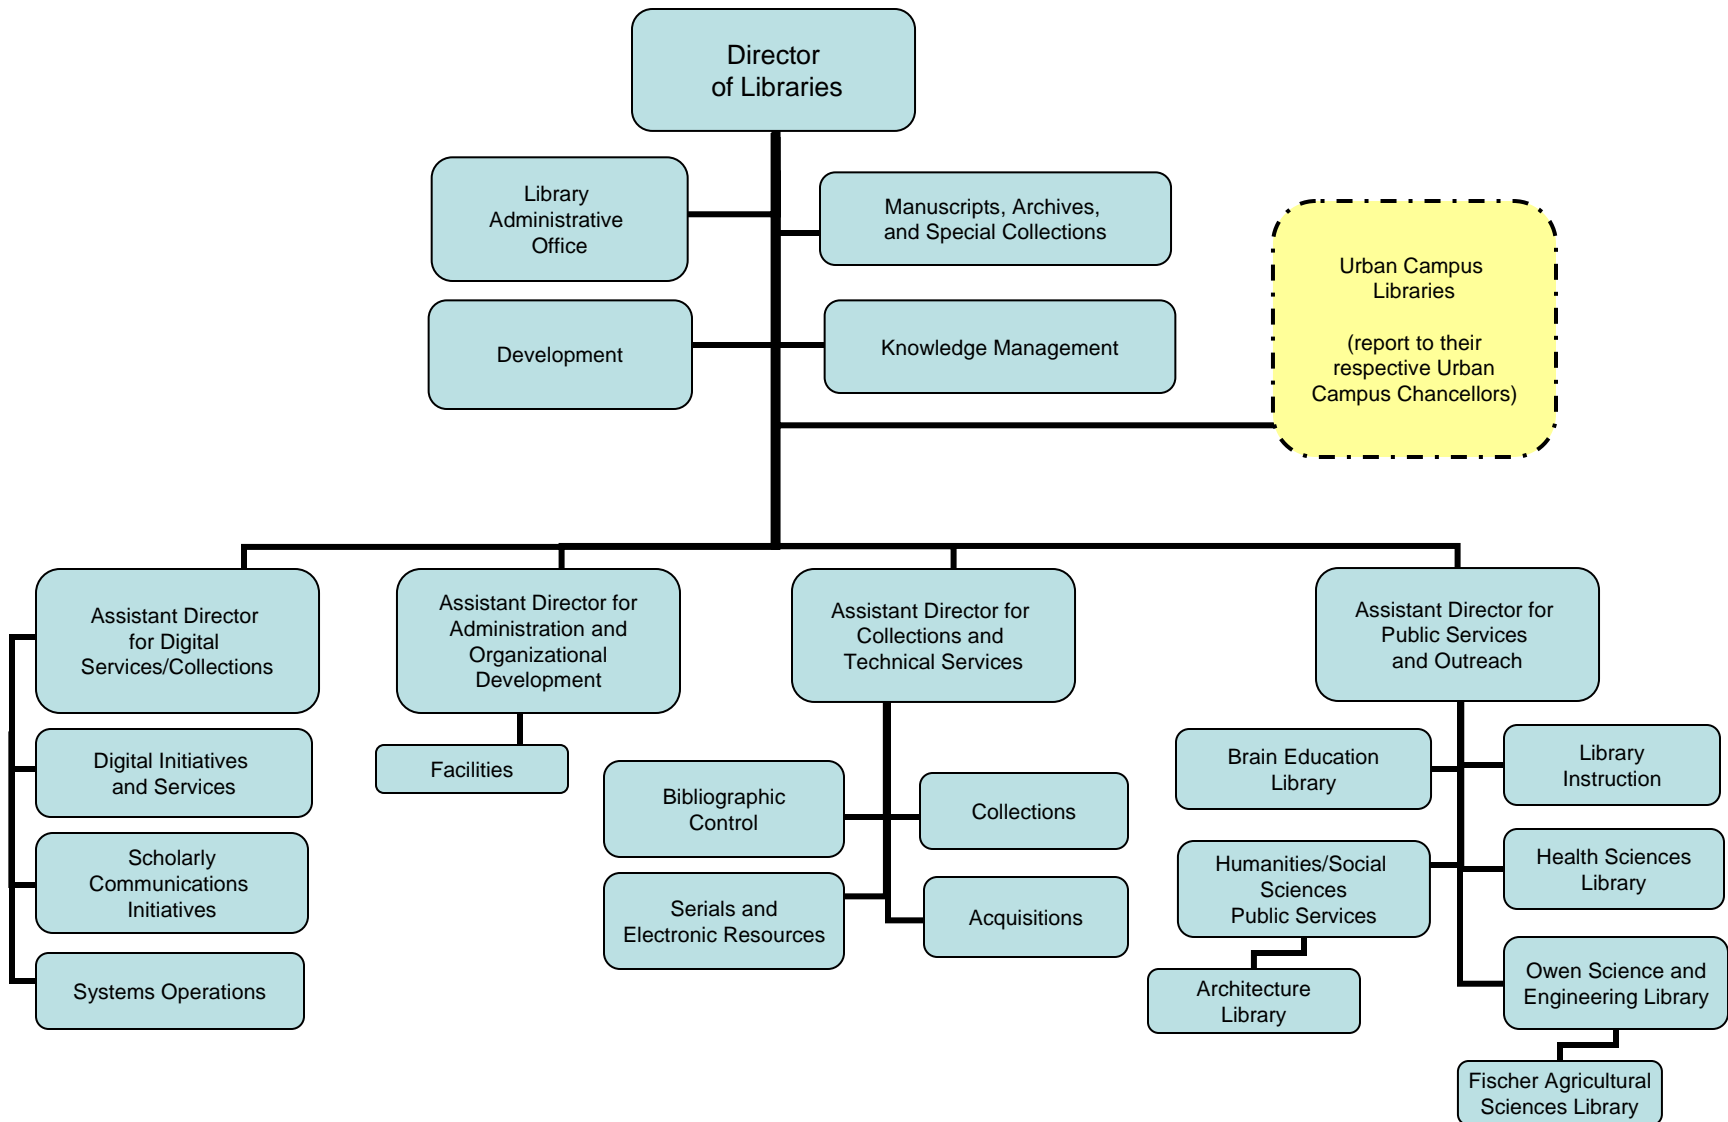 Director
of Libraries
Library
Administrative
Office
Manuscripts, Archives,
and Special Collections
Development
Knowledge Management
Urban Campus
Libraries
(report to their
respective Urban
Campus Chancellors)
Assistant Director
for Digital
Services/Collections
Assistant Director for
Administration and
Organizational
Development
Assistant Director for
Collections and
Technical Services
Assistant Director for
Public Services
and Outreach
Digital Initiatives
and Services
Scholarly
Communications
Initiatives
Systems Operations
Facilities
Bibliographic
Control
Collections
Serials and
Electronic Resources
Acquisitions
Brain Education
Library
Library
Instruction
Humanities/Social
Sciences
Public Services
Health Sciences
Library
Architecture
Library
Owen Science and
Engineering Library
Fischer Agricultural
Sciences Library